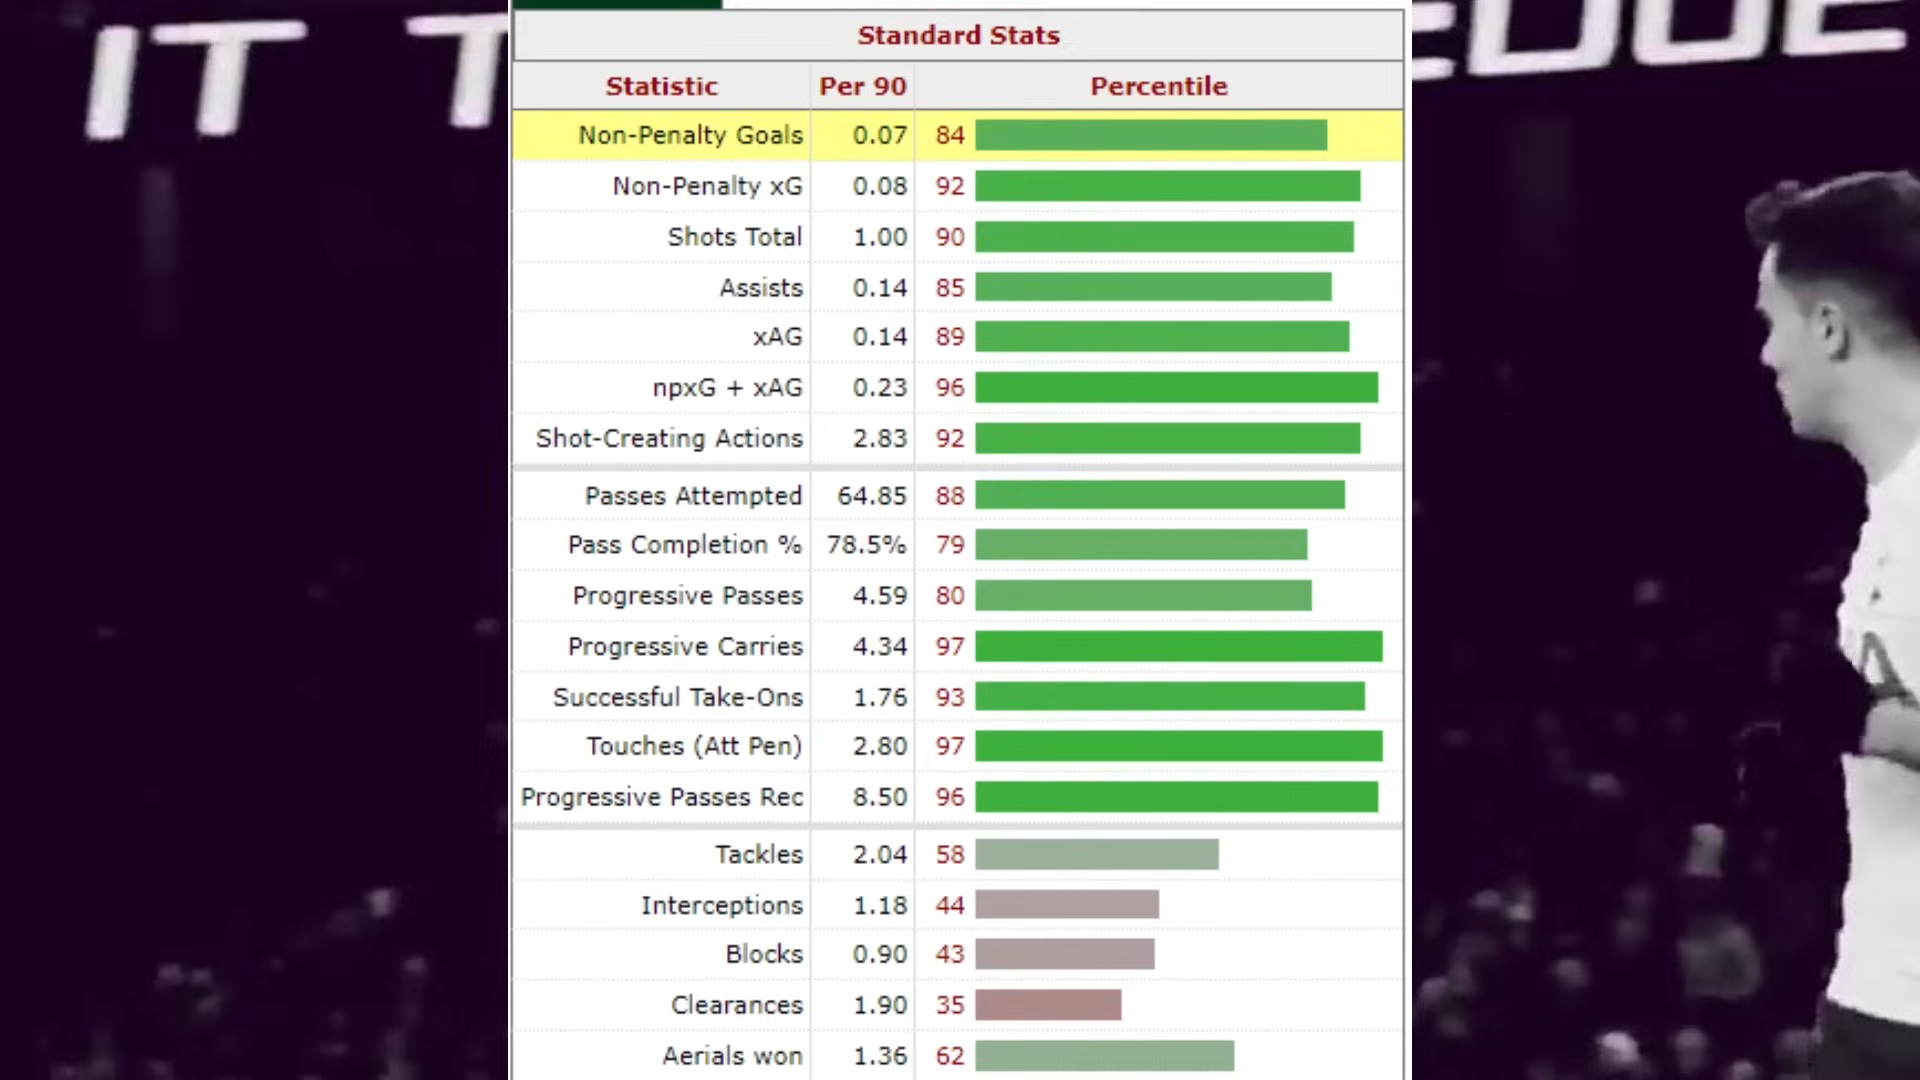 IT T
Standard Stats
Statistic Per 90 Percentile
Non-Penalty Goals 0.07 84
Non-Penalty xG 0.08 92
Shots Total 1.00 90
Assists 0.14 85
xAG 0.14 89
npxG + xAG 0.23 96
Shot-Creating Actions 2.83 92
Passes Attempted 64.85 88
Pass Completion % 78.5% 79
Progressive Passes 4.59 80
Progressive Carries 4.34 97
Successful Take-Ons 1.76 93
Touches (Att Pen) 2.80 97
Progressive Passes Rec 8.50 96
Tackles 2.04 58
Interceptions 1.18 44
Blocks 0.90 43
Clearances 1.90 35
Aerials won 1.36 62